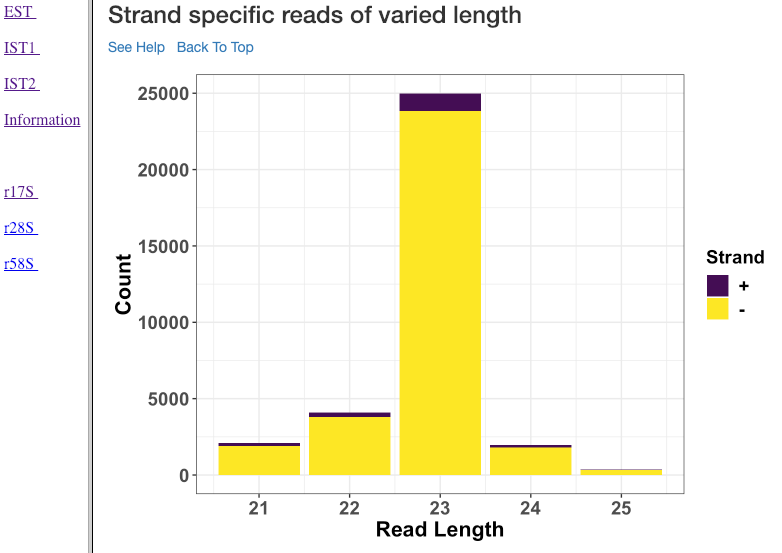 EST
IST1
IST2
Information
r17S
r28S
r58S
Strand specific reads of varied length
See Help Back To Top
25000
20000
15000
10000
5000
0
Count
21 22 23 24 25
Read Length
Strand
+
-